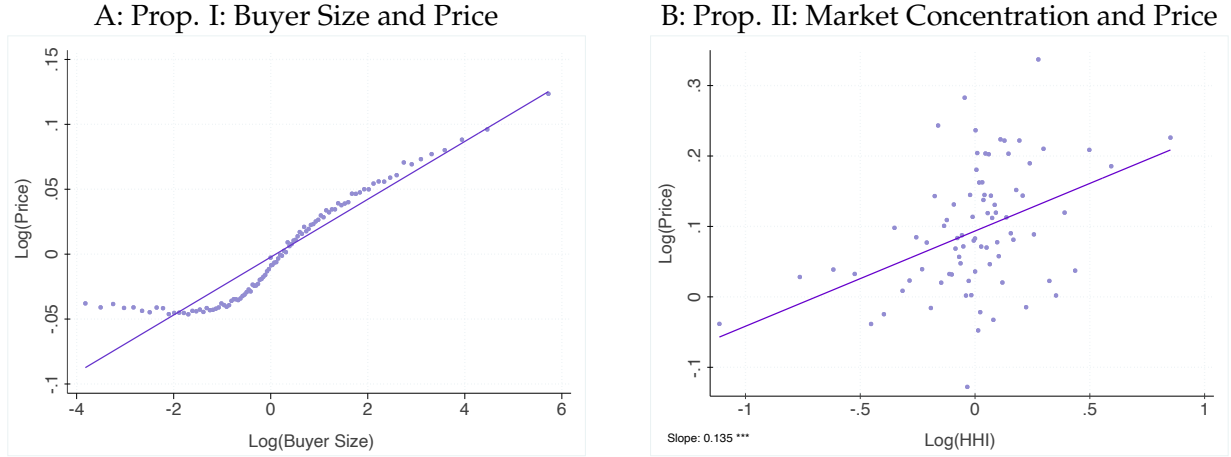 A: Prop. I: Buyer Size and Price
.15
.1
.05
0
-.05
-.1
Log(Price)
-4 -2 0 2 4 6
Log(Buyer Size)
B: Prop. II: Market Concentration and Price
.3
.2
.1
0
-.1
Log(Price)
-1 -.5 0 .5 1
Slope: 0.135 ***
Log(HHI)